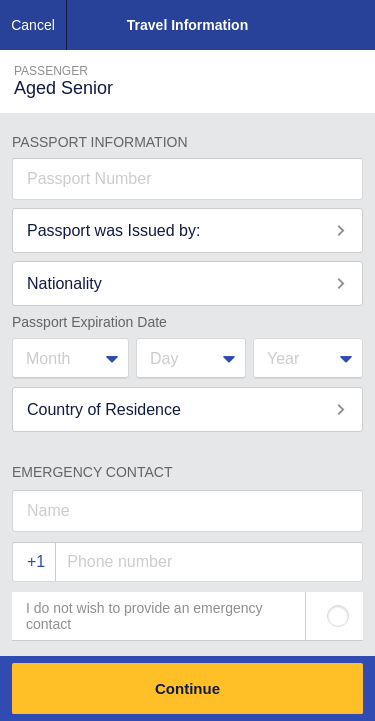 Cancel
Travel Information
PASSENGER
Aged Senior
PASSPORT INFORMATION
Passport Number
Passport was Issued by:
Nationality
Passport Expiration Date
Month
Day
Year
Country of Residence
EMERGENCY CONTACT
Name
+1
Phone number
I do not wish to provide an emergency
contact
Continue